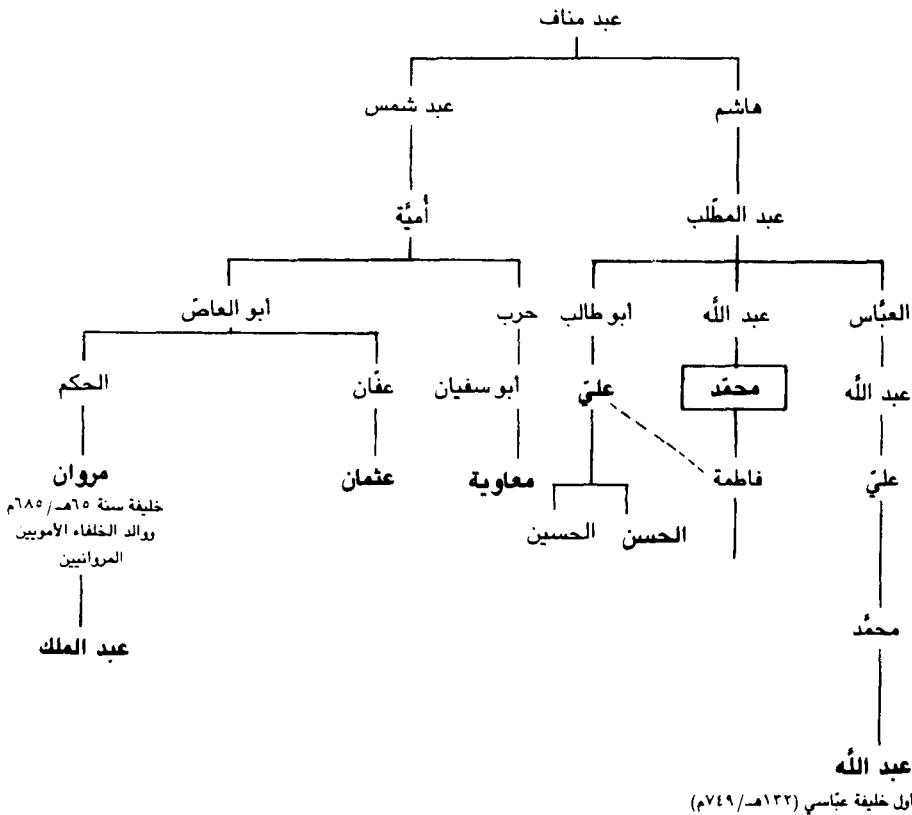 عبد مناف
هاشم
عبد شمس
عبد المطّلب
أُميَّة
العبَّاس
عبد اللَّه
أبو طالب
حرب
أبو العاصّ
عبد اللَّه
محمّد
عليّ
أبو سفيان
عفّان
الحكم
عليّ
فاطمة
معاوية
عثمان
مروان
خليفة سنة ٦٥هـ/٦٨٥م
ووالد الخلفاء الأمويين
المروانيين
الحسن
الحسين
محمَّد
عبد الملك
عبد اللَّه
أول خليفة عبّاسي (١٣٢هـ/٧٤٩م)